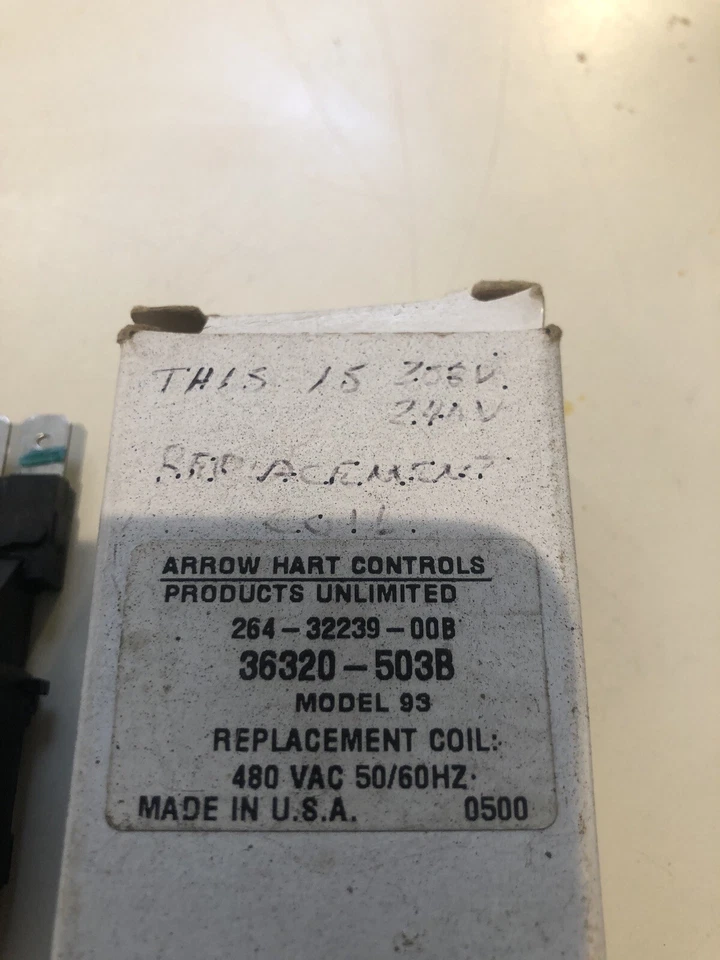 THIS IS 208V.
240V
REPLACEMENT
COIL.
ARROW HART CONTROLS
PRODUCTS UNLIMITED
264-32239-00B
36320-503B
MODEL 93
REPLACEMENT COIL:
480 VAC 50/60HZ.
MADE IN U.S.A. 0500